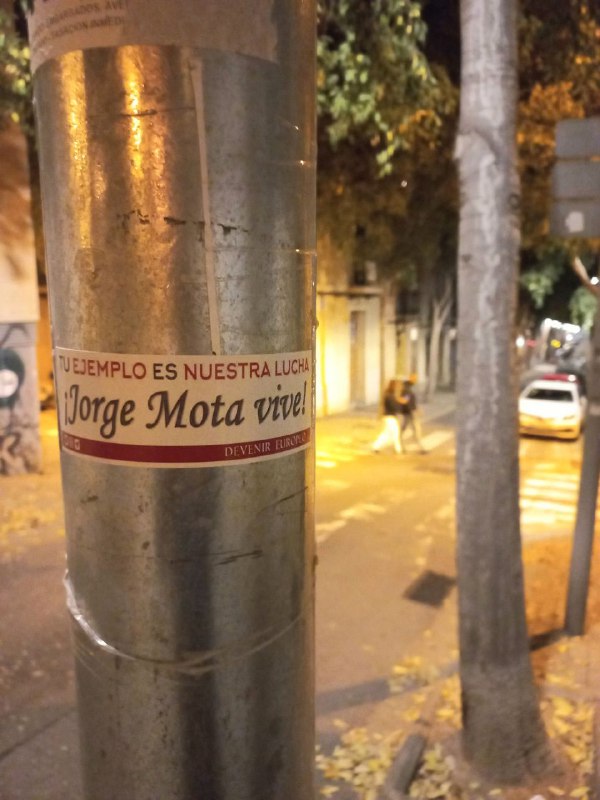 TU EJEMPLO ES NUESTRA LUCHA
¡Jorge Mota vive!
DEVENIR EUROPEO